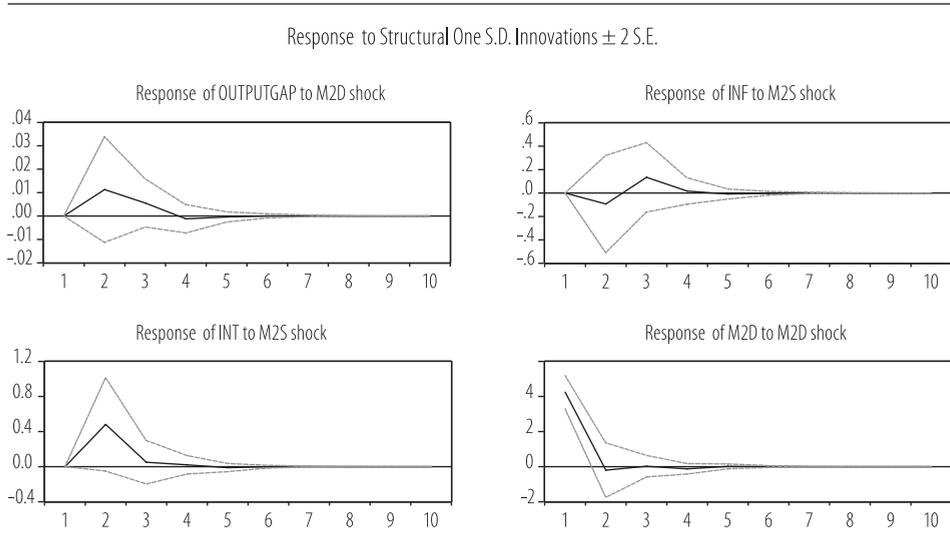 Response to Structural One S.D. Innovations ± 2 S.E.
Response of OUTPUTGAP to M2D shock
.04
.03
.02
.01
.00
-.01
-.02
1 2 3 4 5 6 7 8 9 10
Response of INF to M2S shock
.6
.4
.2
.0
-.2
-.4
-.6
1 2 3 4 5 6 7 8 9 10
Response of INT to M2S shock
1.2
0.8
0.4
0.0
-0.4
1 2 3 4 5 6 7 8 9 10
Response of M2D to M2D shock
4
2
0
-2
1 2 3 4 5 6 7 8 9 10